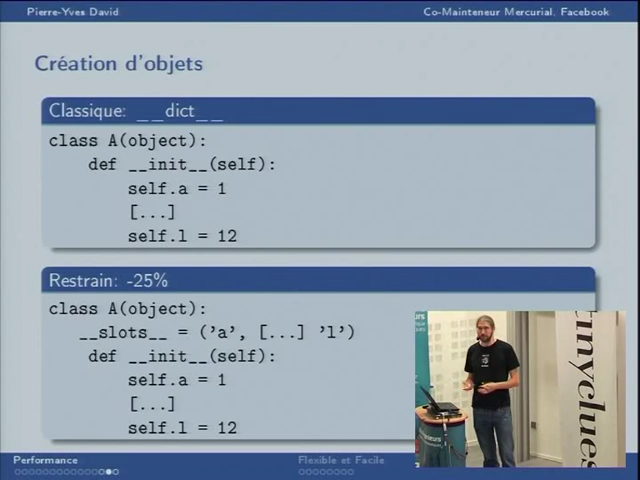 Pierre-Yves David
Co-Mainteneur Mercurial, Facebook
Création d'objets
Classique: __dict__
class A(object):
def __init__(self):
self.a = 1
[...]
self.l = 12
Restrain: -25%
class A(object):
__slots__ = ('a', [...] 'l')
def __init__(self):
self.a = 1
[...]
self.l = 12
tinyclues
Performance
Flexible et Facile